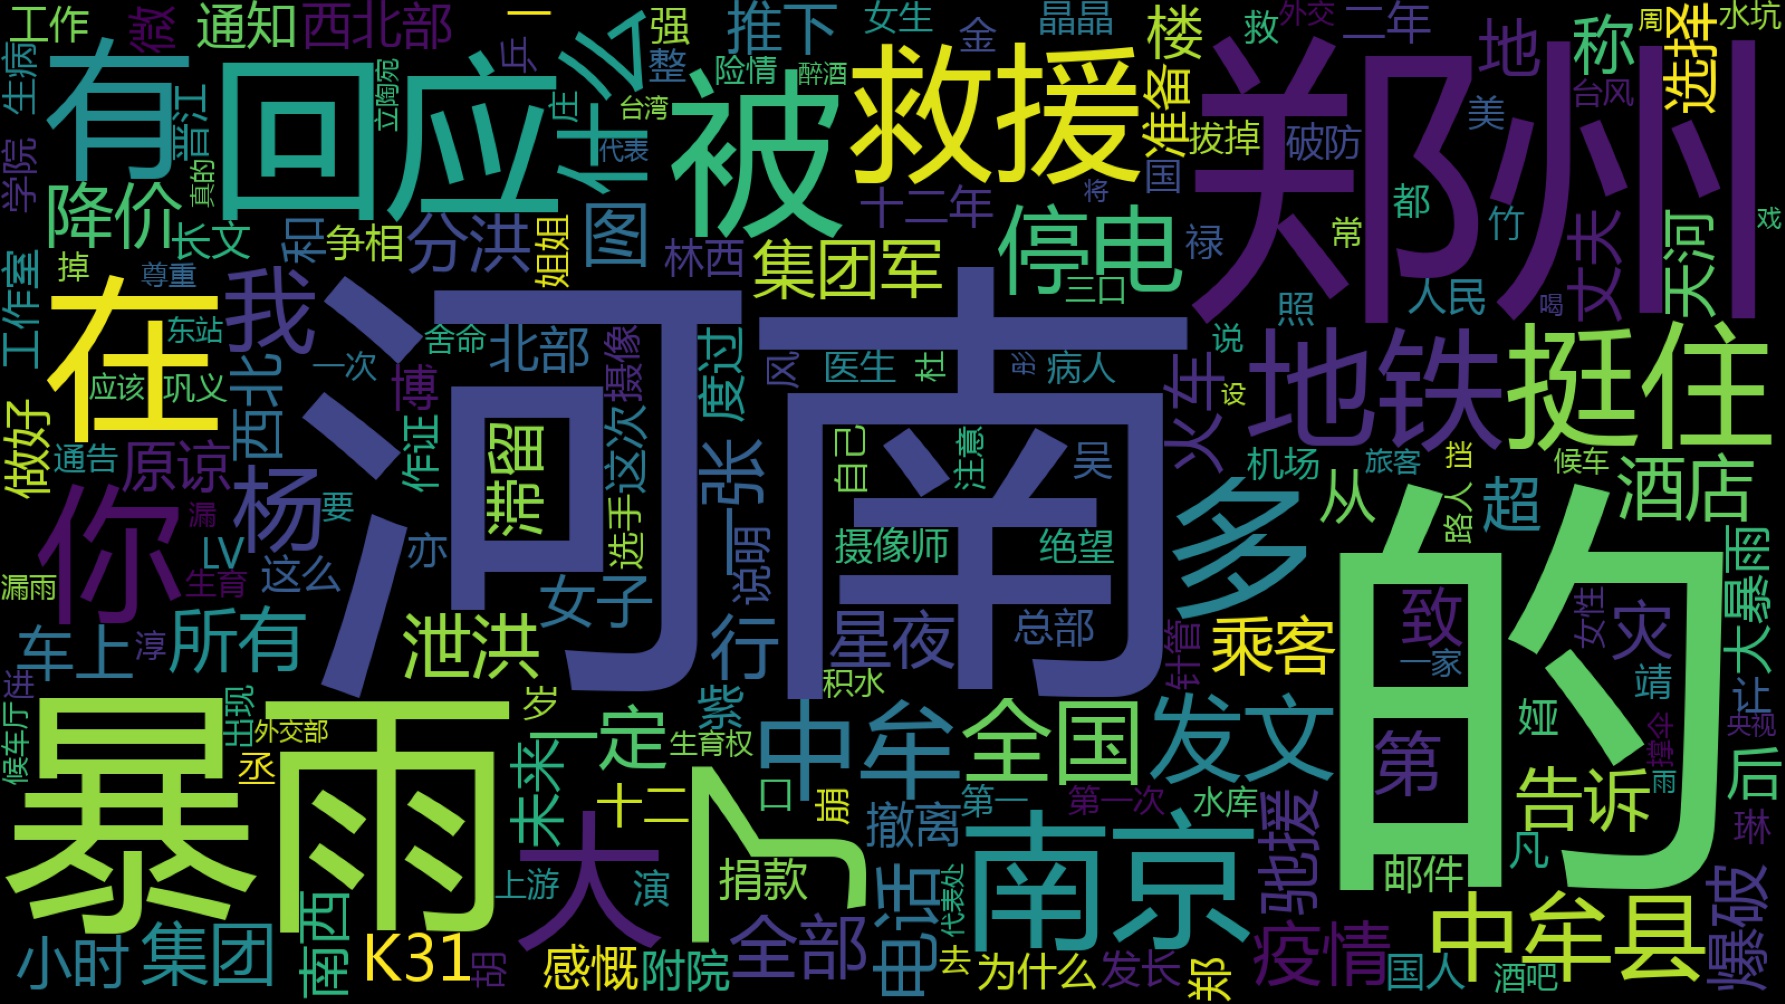 工作
微
通知
西北部
一
兵
什么
强
推下
女生
金
晶晶
楼
救
外交
二年
地
称
周
选择
水坑
有
回应
生病
立陶宛
庄
整
险情
醉酒
台湾
代表
被
救援
准备
拔掉
破防
美
台风
郑州
国
晋江
学院
真的
降价
长文
和
争相
分洪
姐姐
图
林西
集团军
十二年
将
禄
停电
三口
常
都
竹
丈夫
天河
戏
工作室
掉
尊重
在
我
东站
应该
巩义
西北
一次
博
舍命
北部
摄像
度过
风
医生
杜
病人
火车
说
设
照
人民
喝
地铁
挺住
河南
做好
通告
原谅
杨
作证
滞留
这次
一张
自己
注意
吴
机场
旅客
挡
候车
从
路人
超
酒店
你
漏
要
LV
生育
这么
亦
选手
说明
摄像师
绝望
多
的
漏雨
车上
淳
所有
泄洪
女子
行
星夜
总部
针管
乘客
致
一家
女性
灾
大暴雨
进
候车厅
出现
外交部
丞
岁
紫
积水
生育权
中牟
全国
发文
第
娅
靖
让
撑伞
央视
雨
后
暴雨
未来
一定
十二
卜
口
崩
撤离
第一
第一次
水库
告诉
凡
琳
大
上游
演
捐款
南京
驰援
邮件
中牟县
爆破
小时
集团
南西
K31
胡
感慨
附院
全部
电话
代表处
去
为什么
发长
郑
疫情
国人
酒吧